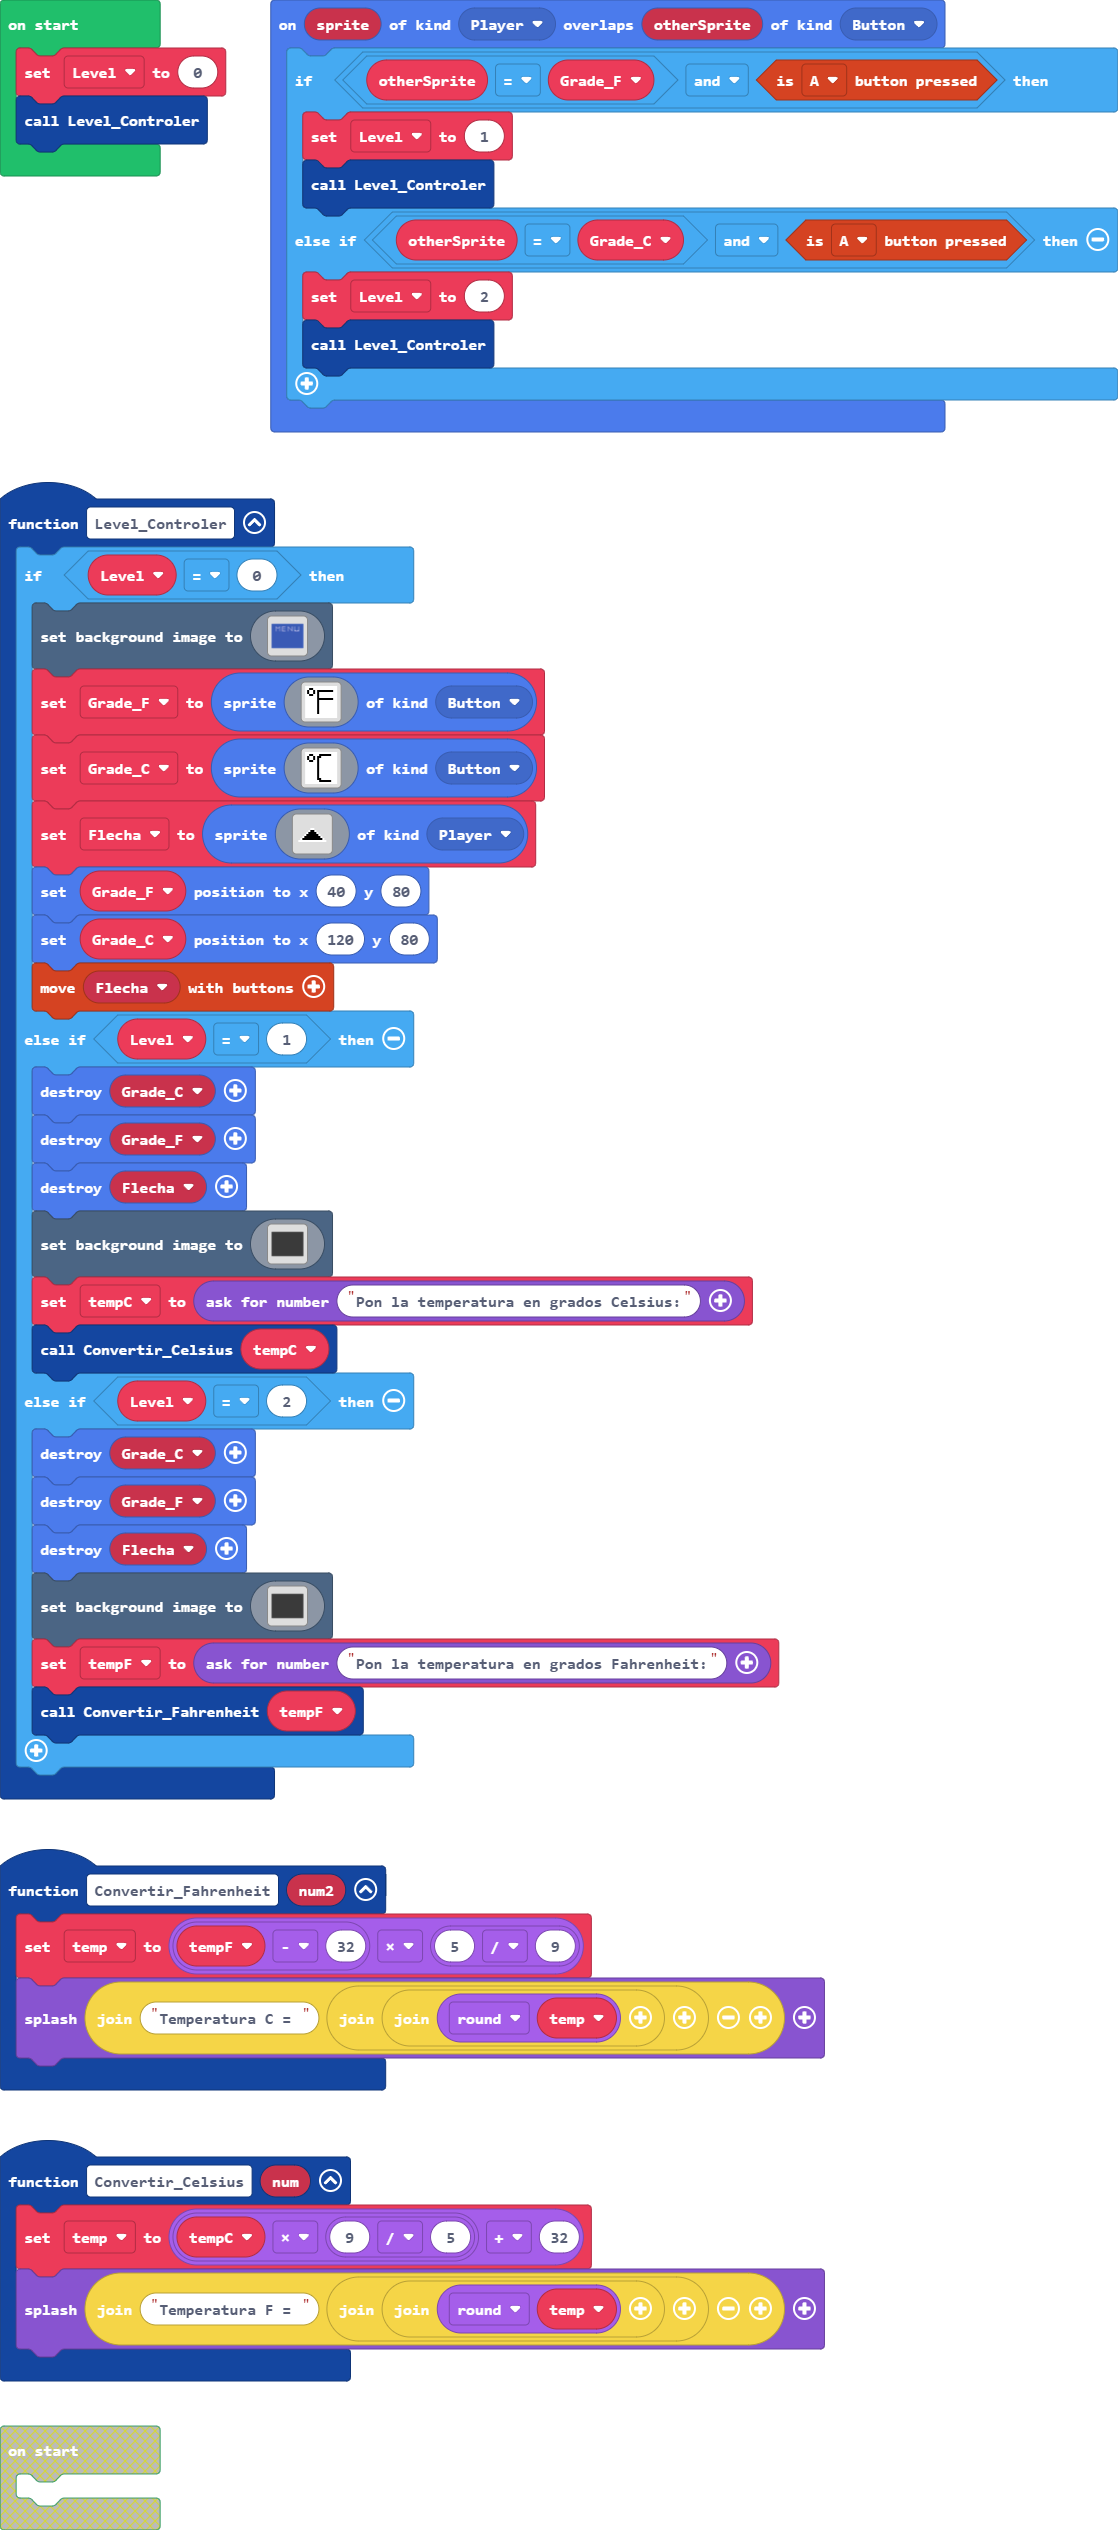 on start
set Level to 0
call Level_Controler
on sprite of kind Player overlaps otherSprite of kind Button
if otherSprite = Grade_F and is A button pressed then
set Level to 1
call Level_Controler
else if otherSprite = Grade_C and is A button pressed then
set Level to 2
call Level_Controler
function Level_Controler
if Level = 0 then
set background image to MENU
set Grade_F to sprite °F of kind Button
set Grade_C to sprite °C of kind Button
set Flecha to sprite of kind Player
set Grade_F position to x 40 y 80
set Grade_C position to x 120 y 80
move Flecha with buttons
else if Level = 1 then
destroy Grade_C
destroy Grade_F
destroy Flecha
set background image to
set tempC to ask for number "Pon la temperatura en grados Celsius:"
call Convertir_Celsius tempC
else if Level = 2 then
destroy Grade_C
destroy Grade_F
destroy Flecha
set background image to
set tempF to ask for number "Pon la temperatura en grados Fahrenheit:"
call Convertir_Fahrenheit tempF
function Convertir_Fahrenheit num2
set temp to tempF - 32 × 5 / 9
splash join "Temperatura C = " join join round temp
function Convertir_Celsius num
set temp to tempC × 9 / 5 + 32
splash join "Temperatura F = " join join round temp
on start